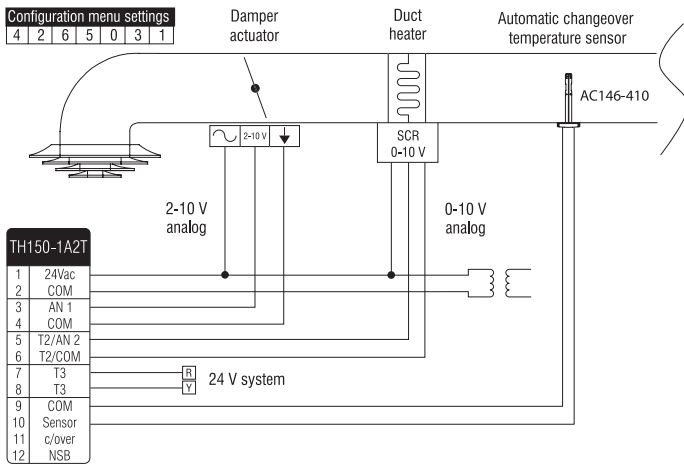 Configuration menu settings
4 2 6 5 0 3 1
Damper
actuator
Duct
heater
Automatic changeover
temperature sensor
AC146-410
2-10 V
SCR
0-10 V
2-10 V
analog
0-10 V
analog
TH150-1A2T
1 24Vac
2 COM
3 AN 1
4 COM
5 T2/AN 2
6 T2/COM
7 T3
8 T3
9 COM
10 Sensor
11 c/over
12 NSB
R
Y
24 V system